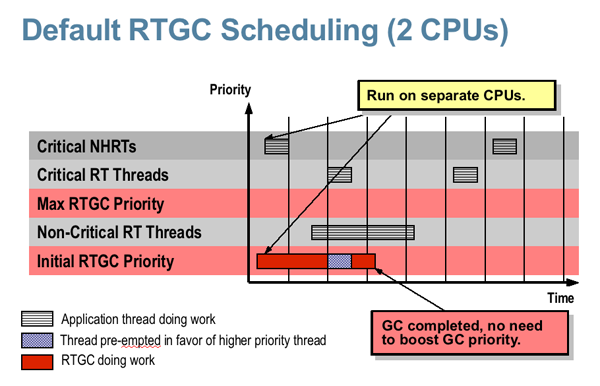 Default RTGC Scheduling (2 CPUs)
Priority
Run on separate CPUs.
Critical NHRTs
Critical RT Threads
Max RTGC Priority
Non-Critical RT Threads
Initial RTGC Priority
Time
Application thread doing work
Thread pre-empted in favor of higher priority thread
RTGC doing work
GC completed, no need
to boost GC priority.